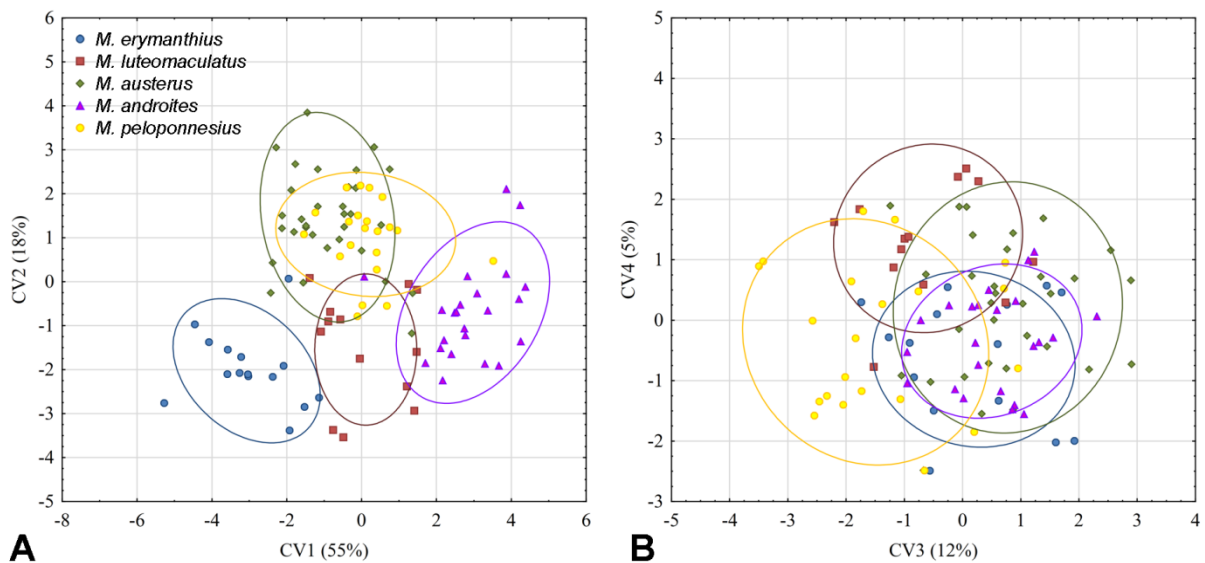 6
5
4
3
2
1
0
-1
-2
-3
-4
-5
CV2 (18%)
M. erymanthius
M. luteomaculatus
M. austerus
M. androites
M. peloponnesius
-8 -6 -4 -2 0 2 4 6
CV1 (55%)
A
5
4
3
2
1
0
-1
-2
-3
CV4 (5%)
-5 -4 -3 -2 -1 0 1 2 3 4
CV3 (12%)
B